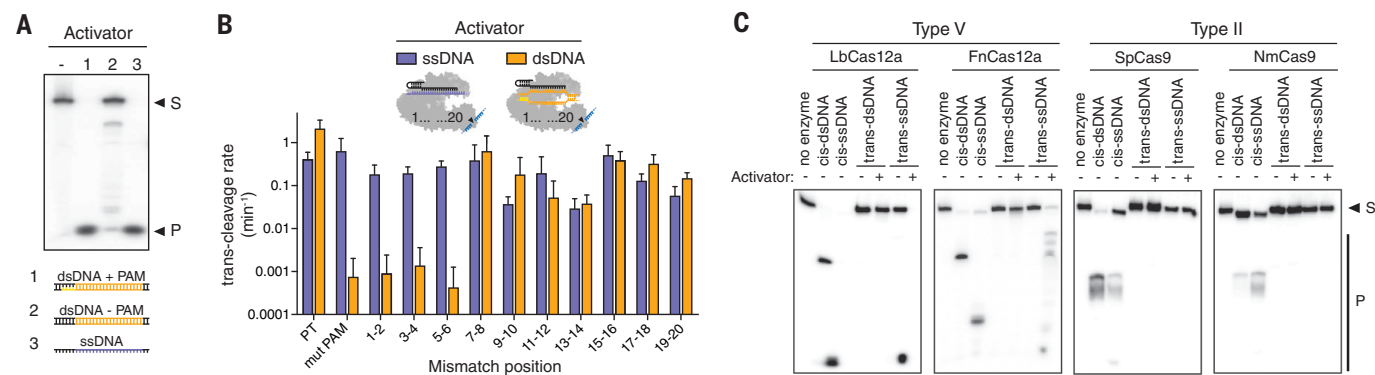 A
Activator
- 1 2 3
S
P
1 dsDNA + PAM
2 dsDNA - PAM
3 ssDNA
B
Activator
ssDNA dsDNA
1... ...20 1... ...20
trans-cleavage rate
(min-1)
1
0.1
0.01
0.001
0.0001
PT mut PAM 1-2 3-4 5-6 7-8 9-10 11-12 13-14 15-16 17-18 19-20
Mismatch position
C
Type V Type II
LbCas12a FnCas12a SpCas9 NmCas9
no enzyme cis-dsDNA cis-ssDNA trans-dsDNA trans-ssDNA no enzyme cis-dsDNA cis-ssDNA trans-dsDNA trans-ssDNA no enzyme cis-dsDNA cis-ssDNA trans-dsDNA trans-ssDNA no enzyme cis-dsDNA cis-ssDNA trans-dsDNA trans-ssDNA
Activator: - - - - + - + - - - - + - + - - - - + - + - - - - + - +
S
P